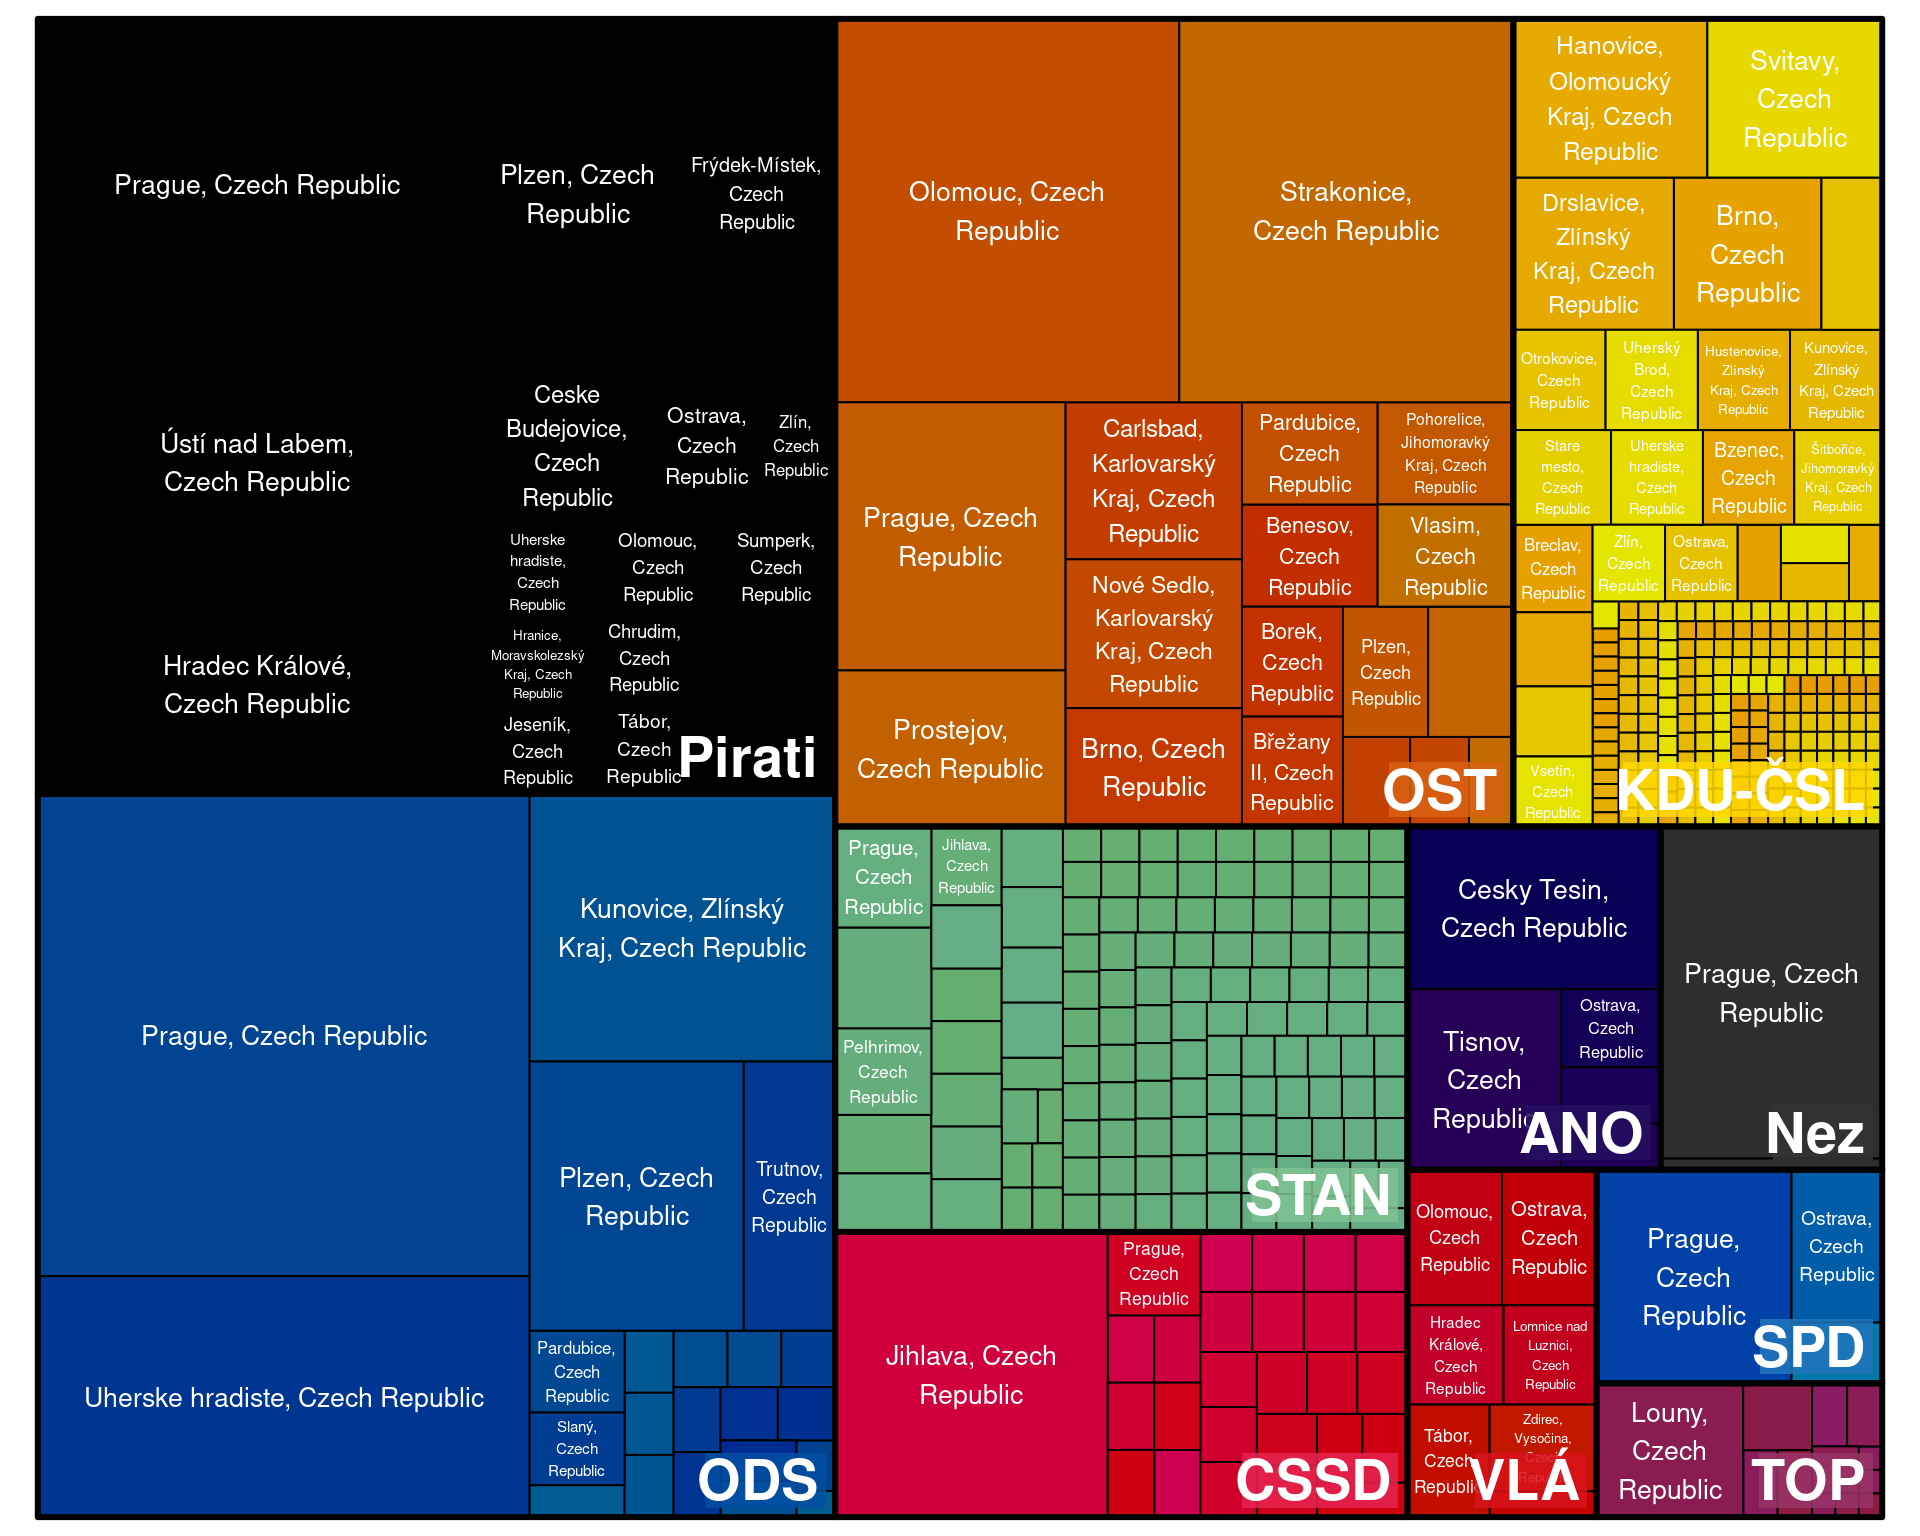 Prague, Czech Republic
Plzen, Czech
Republic
Frýdek-Místek,
Czech
Republic
Ústí nad Labem,
Czech Republic
Ceske
Budejovice,
Czech
Republic
Ostrava,
Czech
Republic
Zlín,
Czech
Republic
Hradec Králové,
Czech Republic
Uherske
hradiste,
Czech
Republic
Olomouc,
Czech
Republic
Sumperk,
Czech
Republic
Hranice,
Moravskolezský
Kraj, Czech
Republic
Chrudim,
Czech
Republic
Jeseník,
Czech
Republic
Tábor,
Czech
Republic
Pirati
Prague, Czech Republic
Uherske hradiste, Czech Republic
Kunovice, Zlínský
Kraj, Czech Republic
Plzen, Czech
Republic
Trutnov,
Czech
Republic
Pardubice,
Czech
Republic
Slaný,
Czech
Republic
ODS
Olomouc, Czech
Republic
Strakonice,
Czech Republic
Prague, Czech
Republic
Prostejov,
Czech Republic
Carlsbad,
Karlovarský
Kraj, Czech
Republic
Nové Sedlo,
Karlovarský
Kraj, Czech
Republic
Brno, Czech
Republic
Pardubice,
Czech
Republic
Pohorelice,
Jihomoravký
Kraj, Czech
Republic
Benesov,
Czech
Republic
Vlasim,
Czech
Republic
Borek,
Czech
Republic
Plzen,
Czech
Republic
Břežany
II, Czech
Republic
OST
Hanovice,
Olomoucký
Kraj, Czech
Republic
Svitavy,
Czech
Republic
Drslavice,
Zlínský
Kraj, Czech
Republic
Brno,
Czech
Republic
Otrokovice,
Czech
Republic
Uherský
Brod,
Czech
Republic
Hustenovice,
Zlínský
Kraj, Czech
Republic
Kunovice,
Zlínský
Kraj, Czech
Republic
Stare
mesto,
Czech
Republic
Uherske
hradiste,
Czech
Republic
Bzenec,
Czech
Republic
Šitbořice,
Jihomoravký
Kraj, Czech
Republic
Breclav,
Czech
Republic
Zlín,
Czech
Republic
Ostrava,
Czech
Republic
Vsetin,
Czech
Republic
KDU-ČSL
Prague,
Czech
Republic
Jihlava,
Czech
Republic
Pelhrimov,
Czech
Republic
STAN
Jihlava, Czech
Republic
Prague,
Czech
Republic
CSSD
Cesky Tesin,
Czech Republic
Tisnov,
Czech
Republic
Ostrava,
Czech
Republic
ANO
Prague, Czech
Republic
Nez
Olomouc,
Czech
Republic
Ostrava,
Czech
Republic
Hradec
Králové,
Czech
Republic
Lomnice nad
Luznici,
Czech
Republic
Tábor,
Czech
Republic
Zdirec,
Vysočina,
Czech
Republic
VLÁ
Prague,
Czech
Republic
Ostrava,
Czech
Republic
SPD
Louny,
Czech
Republic
TOP